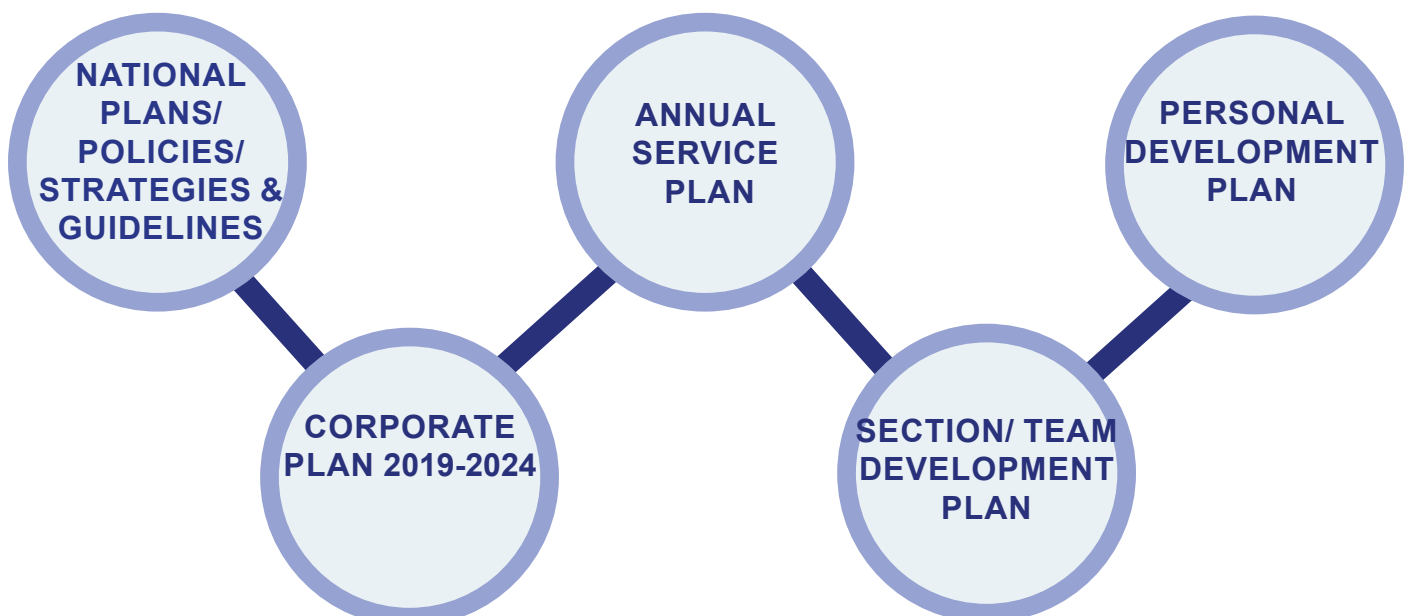 NATIONAL
PLANS/
POLICIES/
STRATEGIES &
GUIDELINES
CORPORATE
PLAN 2019-2024
ANNUAL
SERVICE
PLAN
SECTION/ TEAM
DEVELOPMENT
PLAN
PERSONAL
DEVELOPMENT
PLAN